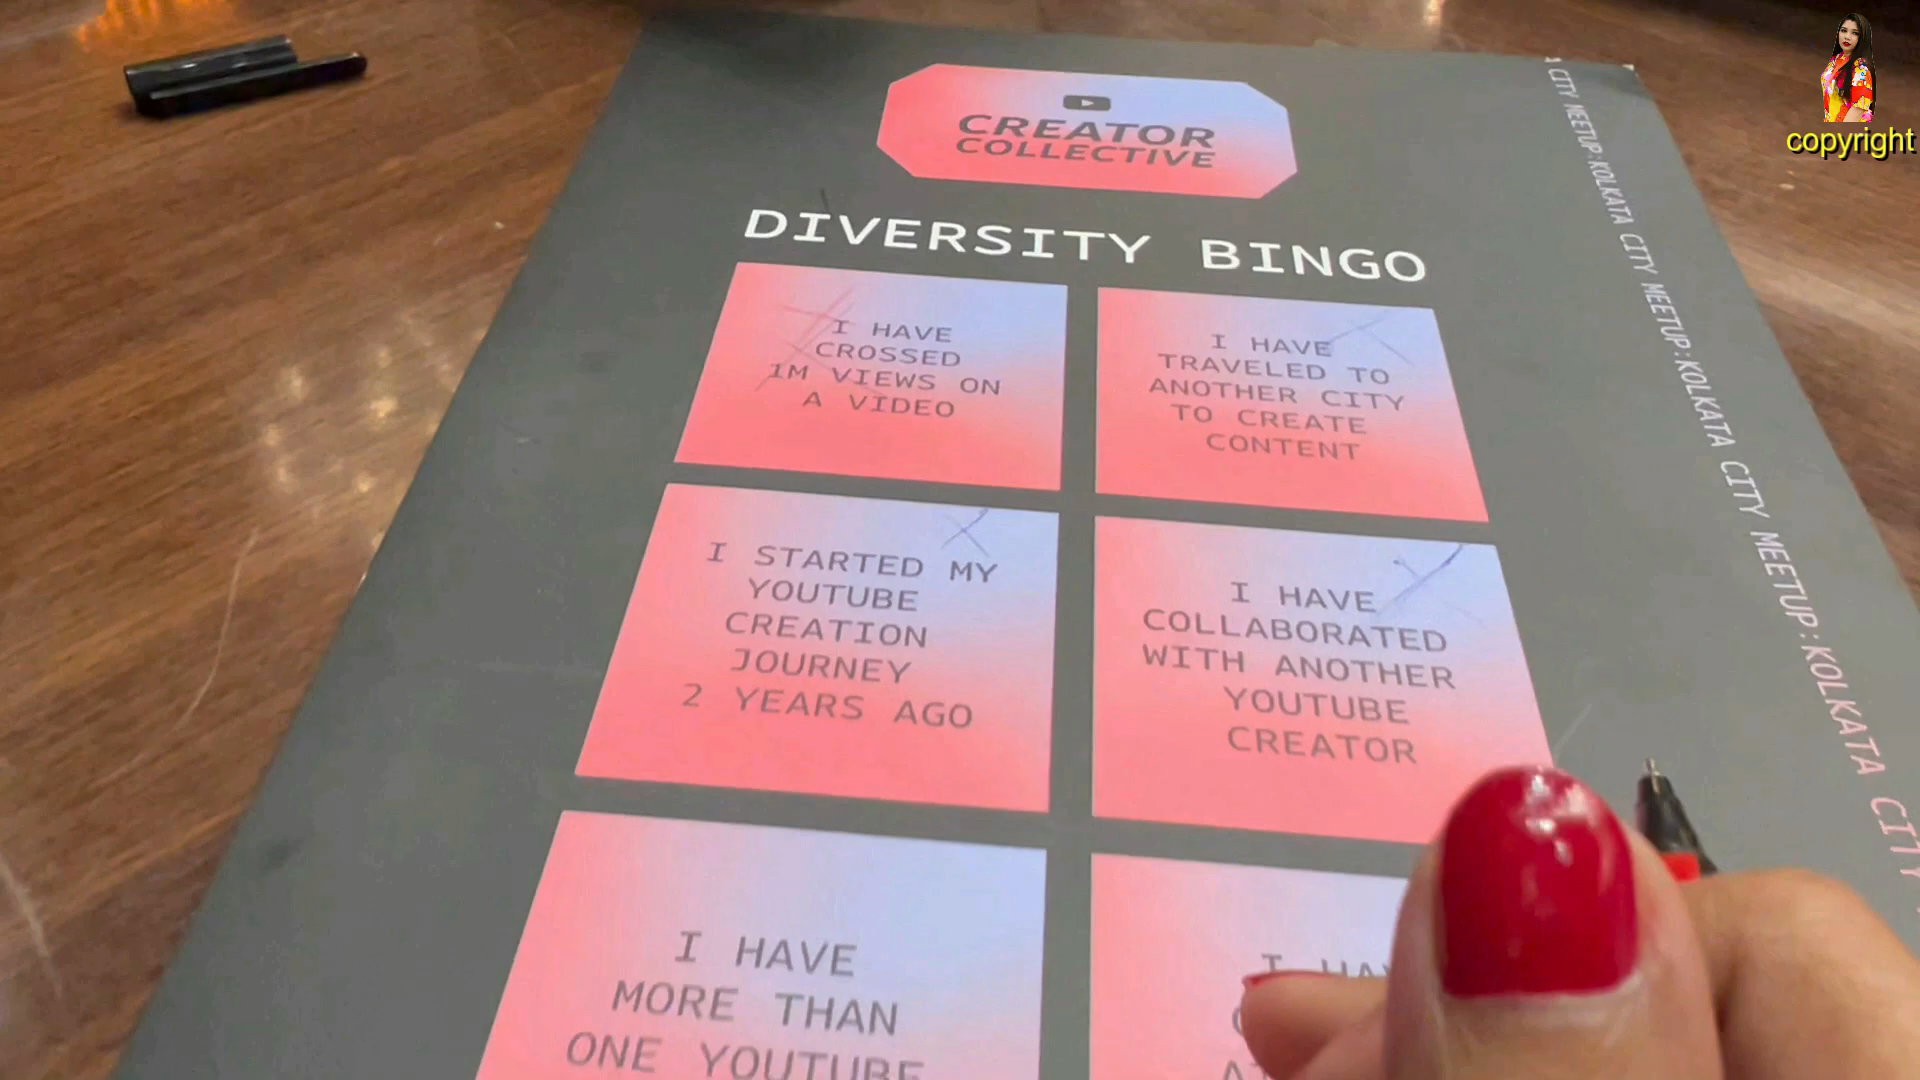 CREATOR
COLLECTIVE
DIVERSITY BINGO
I HAVE
CROSSED
1M VIEWS ON
A VIDEO
I HAVE
TRAVELED TO
ANOTHER CITY
TO CREATE
CONTENT
I STARTED MY
YOUTUBE
CREATION
JOURNEY
2 YEARS AGO
I HAVE
COLLABORATED
WITH ANOTHER
YOUTUBE
CREATOR
I HAVE
MORE THAN
ONE YOUTUBE
I
CITY MEETUP:KOLKATA CITY MEETUP:KOLKATA CITY MEETUP:KOLKATA CITY
copyright